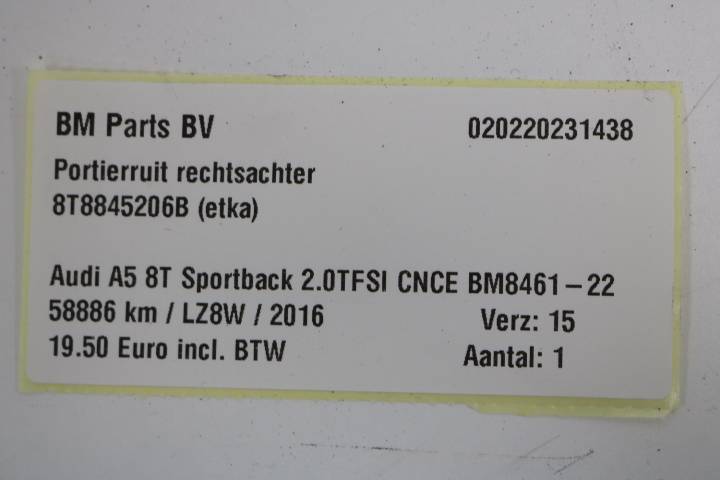 BM Parts BV 020220231438
Portierruit rechtsachter
8T8845206B (etka)
Audi A5 8T Sportback 2.0TFSI CNCE BM8461-22
58886 km / LZ8W / 2016 Verz: 15
19.50 Euro incl. BTW Aantal: 1